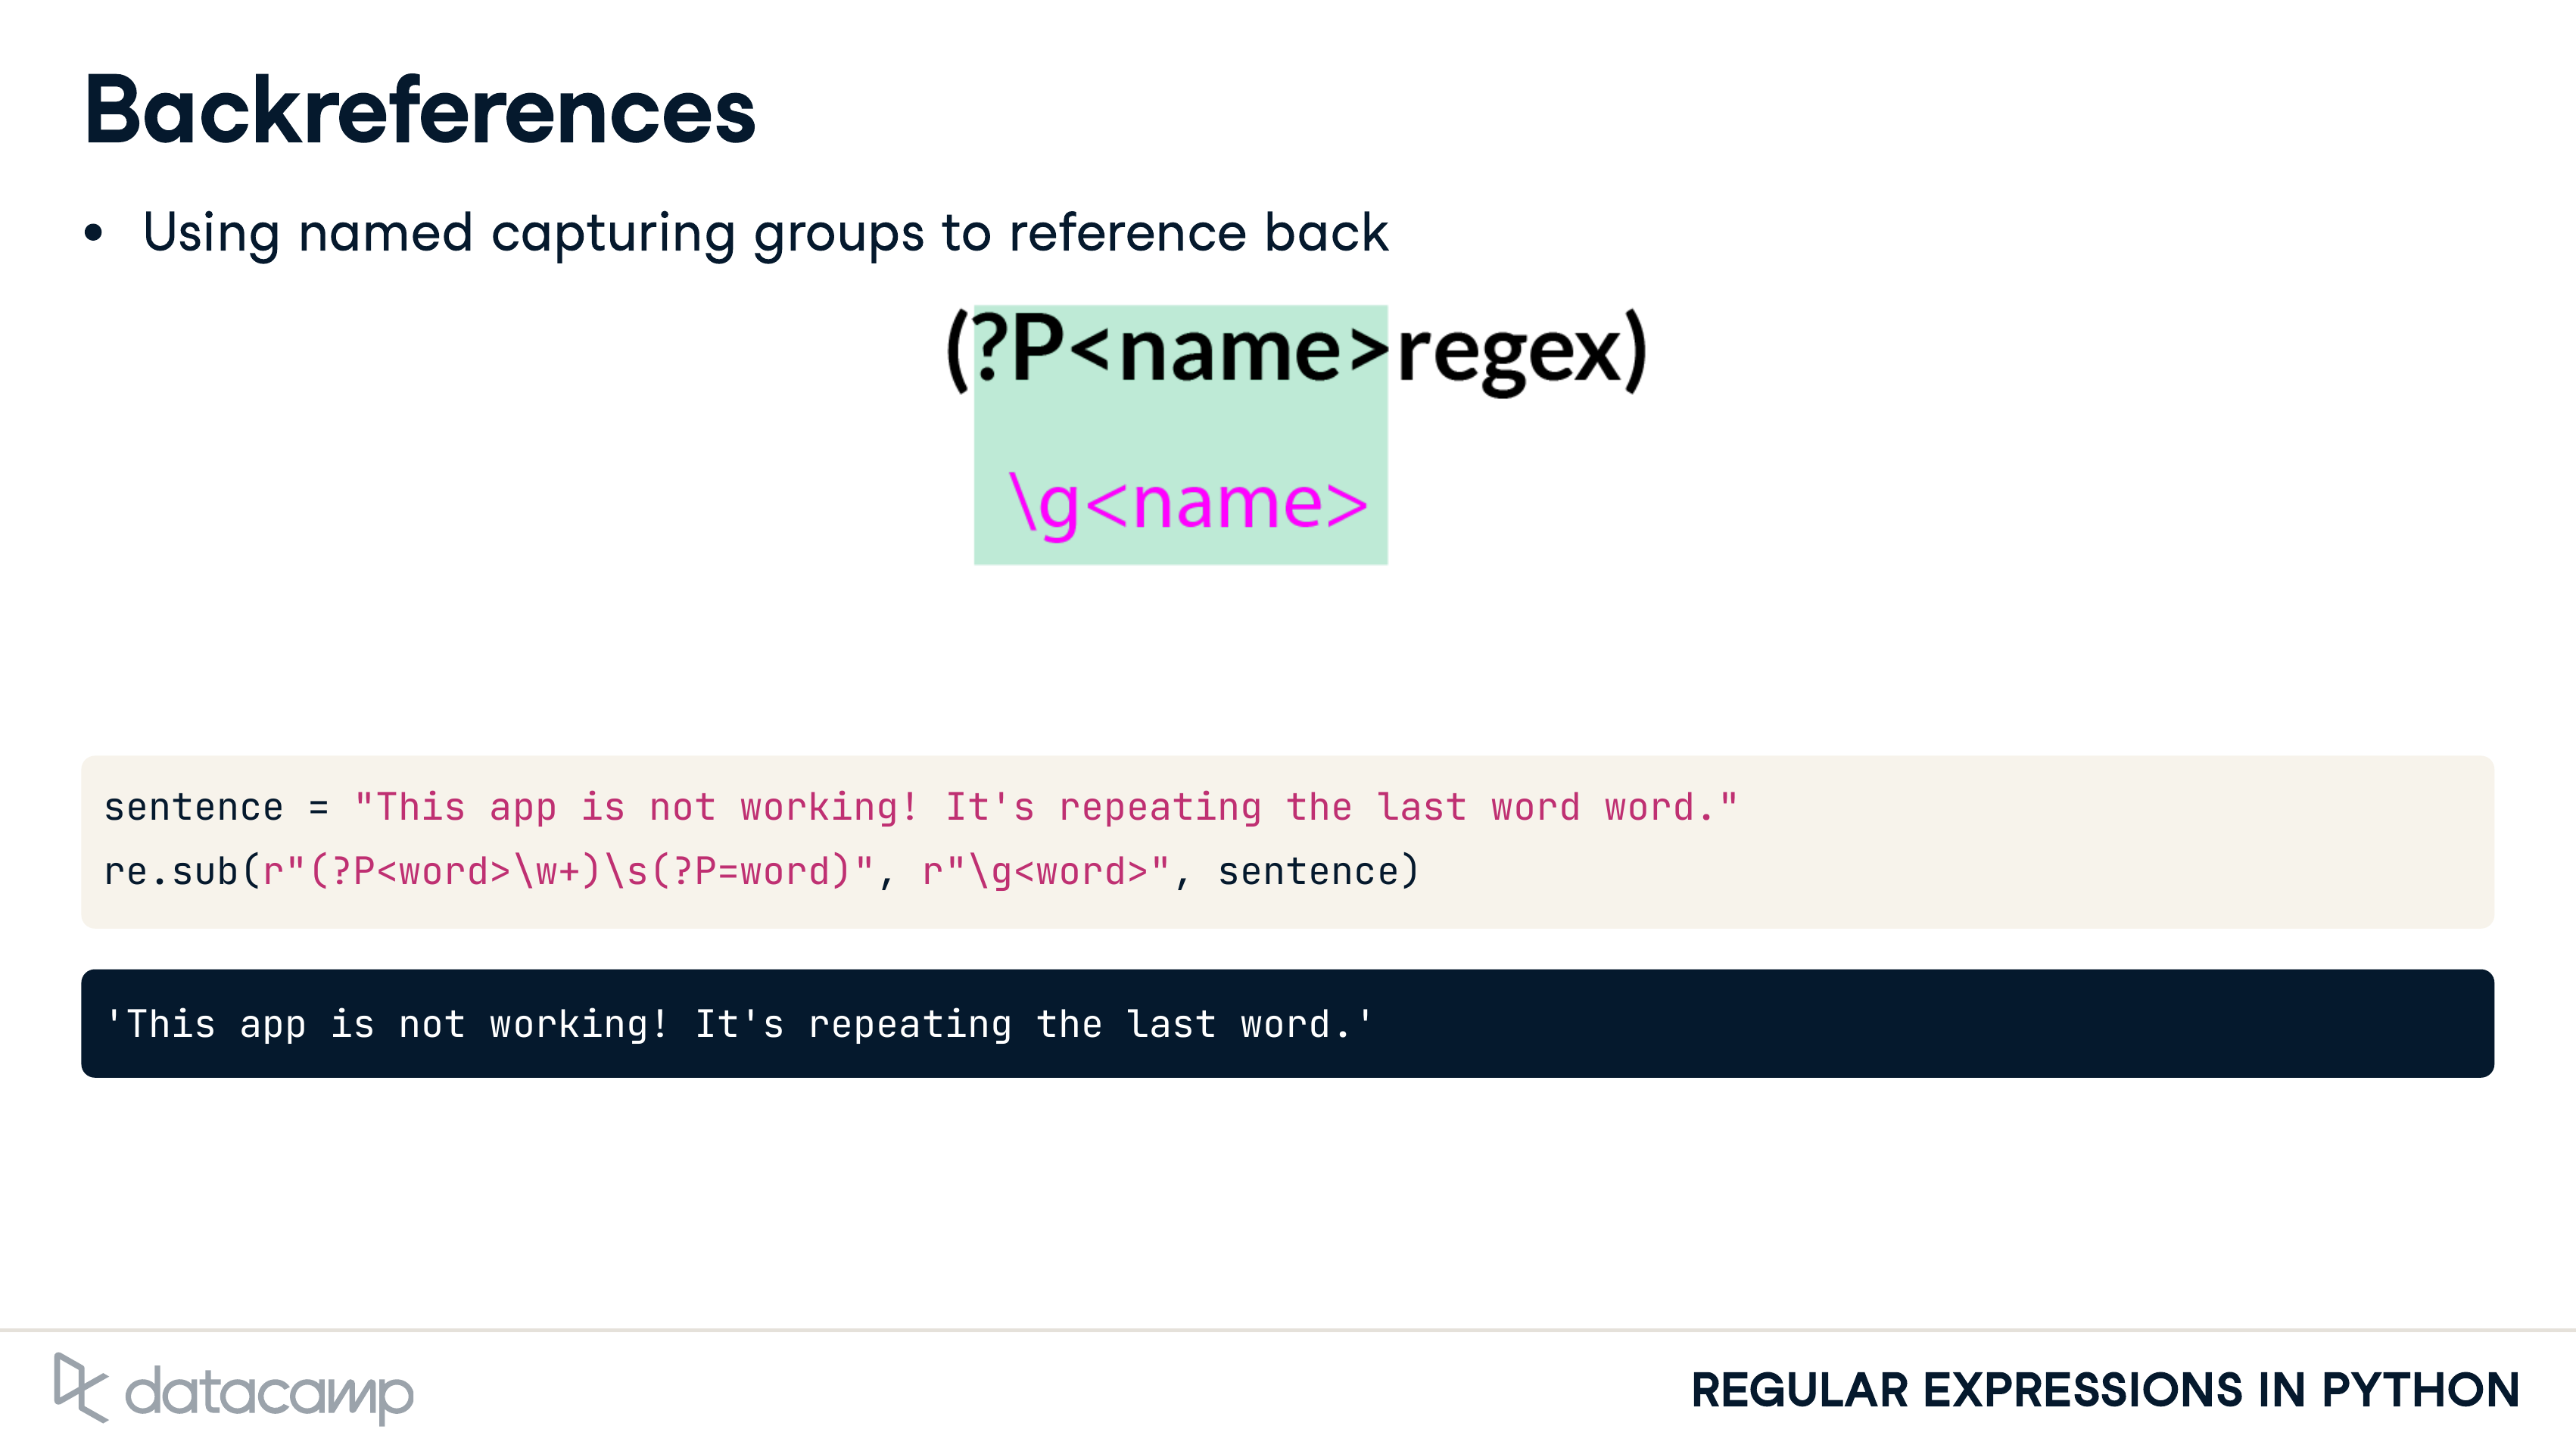 Backreferences
• Using named capturing groups to reference back
(?P<name>regex)
\g<name>
sentence = "This app is not working! It's repeating the last word word."
re.sub(r"(?P<word>\w+)\s(?P=word)", r"\g<word>", sentence)
'This app is not working! It's repeating the last word.'
datacamp
REGULAR EXPRESSIONS IN PYTHON